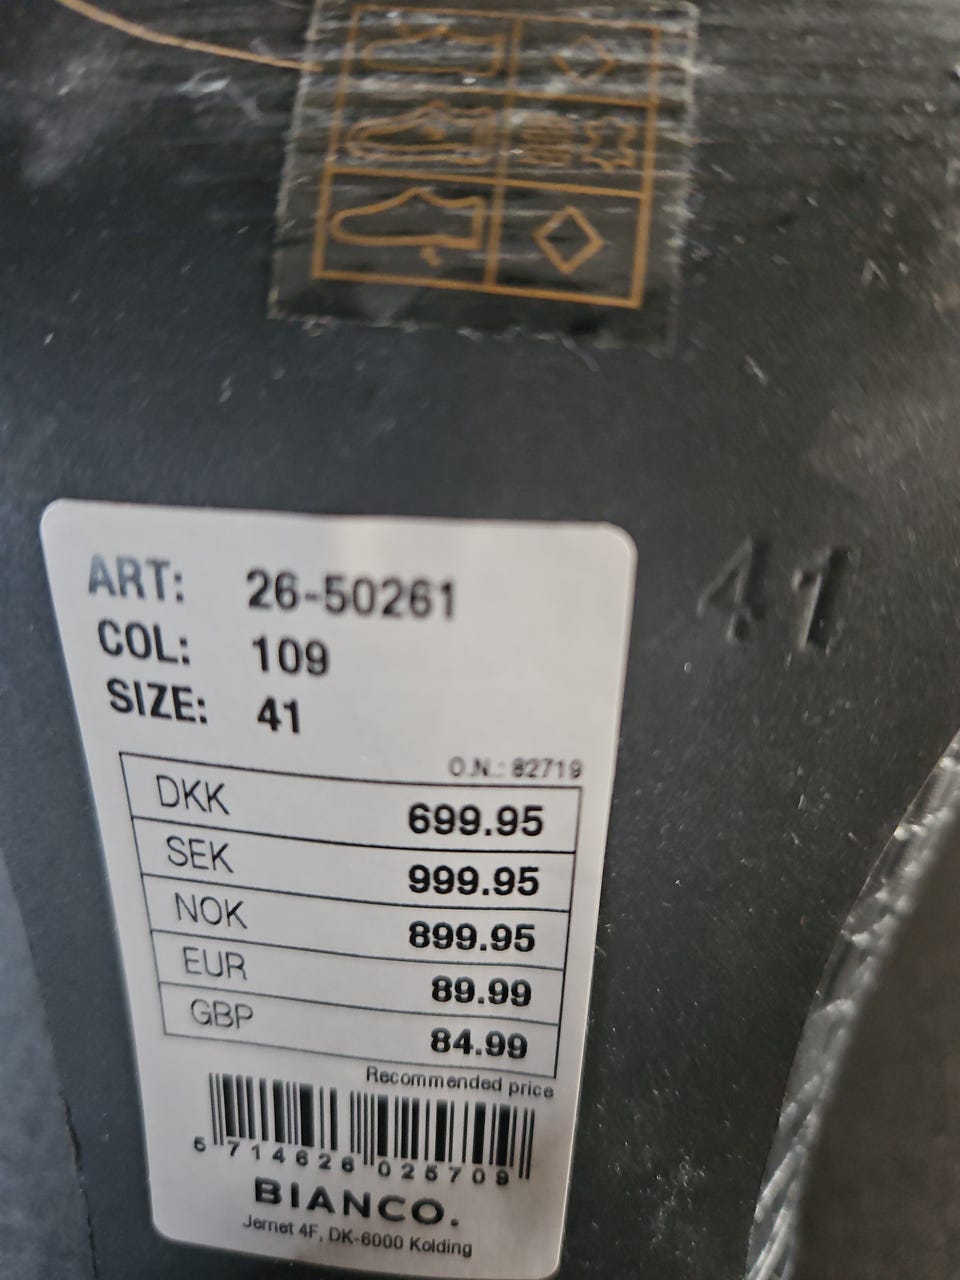 ART: 26-50261
COL: 109
SIZE: 41
41
O.N.: 82719
DKK 699.95
SEK 999.95
NOK 899.95
EUR 89.99
GBP 84.99
Recommended price
5 714626 025709
BIANCO.
Jernet 4F, DK-6000 Kolding